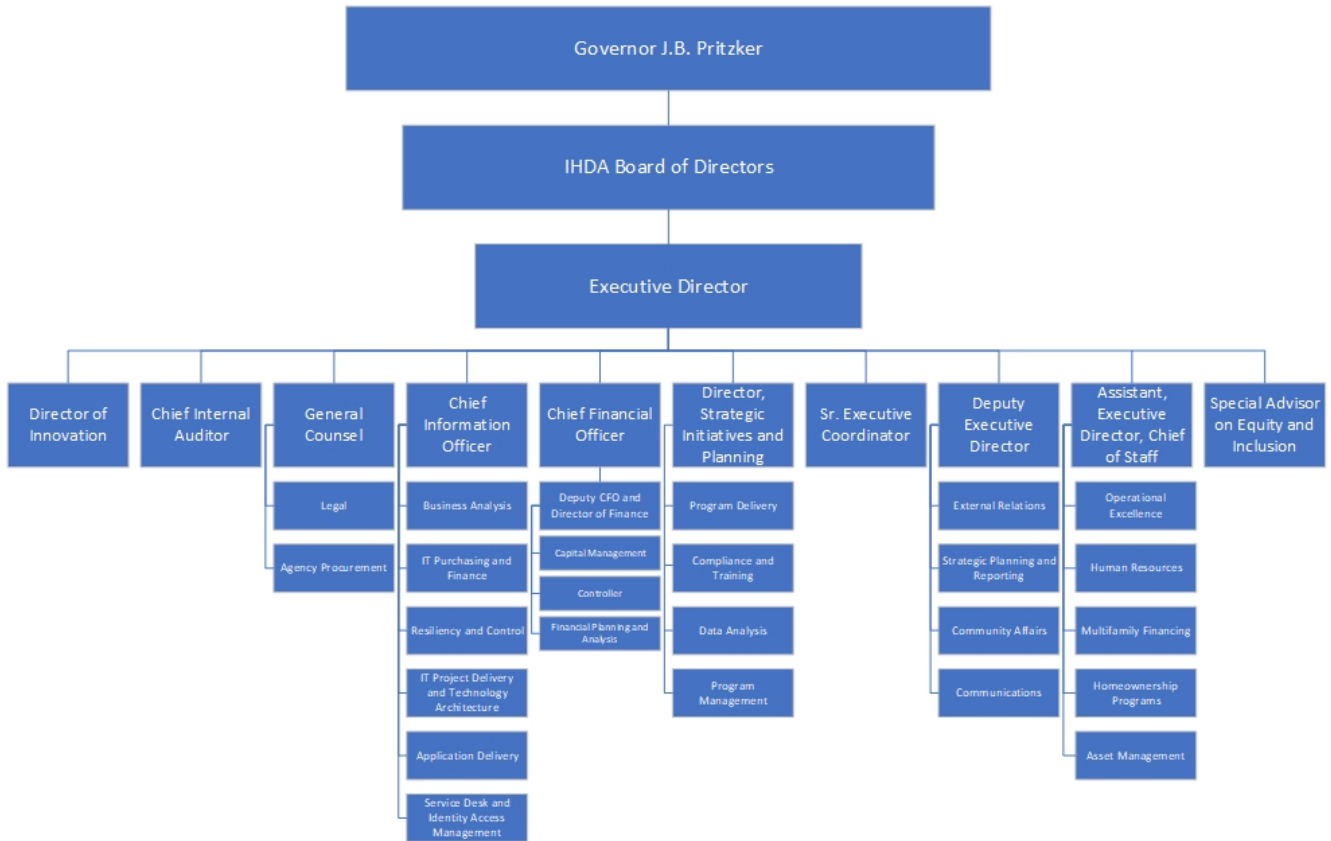 Governor J.B. Pritzker
IHDA Board of Directors
Executive Director
Director of
Innovation
Chief Internal
Auditor
General
Counsel
Chief
Information
Officer
Chief Financial
Officer
Director,
Strategic
Initiatives and
Planning
Sr. Executive
Coordinator
Deputy
Executive
Director
Assistant,
Executive
Director, Chief
of Staff
Special Advisor
on Equity and
Inclusion
Legal
Agency Procurement
Business Analysis
IT Purchasing and
Finance
Resiliency and Control
IT Project Delivery
and Technology
Architecture
Application Delivery
Service Desk and
Identity Access
Management
Deputy CFO and
Director of Finance
Capital Management
Controller
Financial Planning and
Analysis
Program Delivery
Compliance and
Training
Data Analysis
Program
Management
External Relations
Strategic Planning and
Reporting
Community Affairs
Communications
Operational
Excellence
Human Resources
Multifamily Financing
Homeownership
Programs
Asset Management